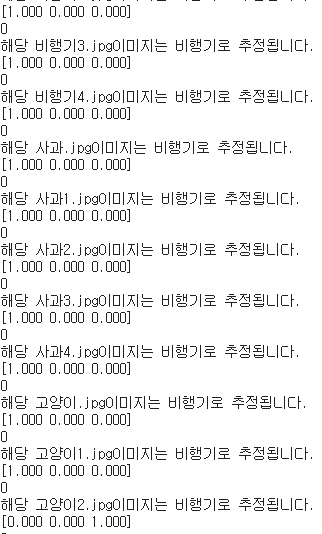 [1.000 0.000 0.000]
0
해당 비행기3.jpg이미지는 비행기로 추정됩니다.
[1.000 0.000 0.000]
0
해당 비행기4.jpg이미지는 비행기로 추정됩니다.
[1.000 0.000 0.000]
0
해당 사과.jpg이미지는 비행기로 추정됩니다.
[1.000 0.000 0.000]
0
해당 사과1.jpg이미지는 비행기로 추정됩니다.
[1.000 0.000 0.000]
0
해당 사과2.jpg이미지는 비행기로 추정됩니다.
[1.000 0.000 0.000]
0
해당 사과3.jpg이미지는 비행기로 추정됩니다.
[1.000 0.000 0.000]
0
해당 사과4.jpg이미지는 비행기로 추정됩니다.
[1.000 0.000 0.000]
0
해당 고양이.jpg이미지는 비행기로 추정됩니다.
[1.000 0.000 0.000]
0
해당 고양이1.jpg이미지는 비행기로 추정됩니다.
[1.000 0.000 0.000]
0
해당 고양이2.jpg이미지는 비행기로 추정됩니다.
[0.000 0.000 1.000]